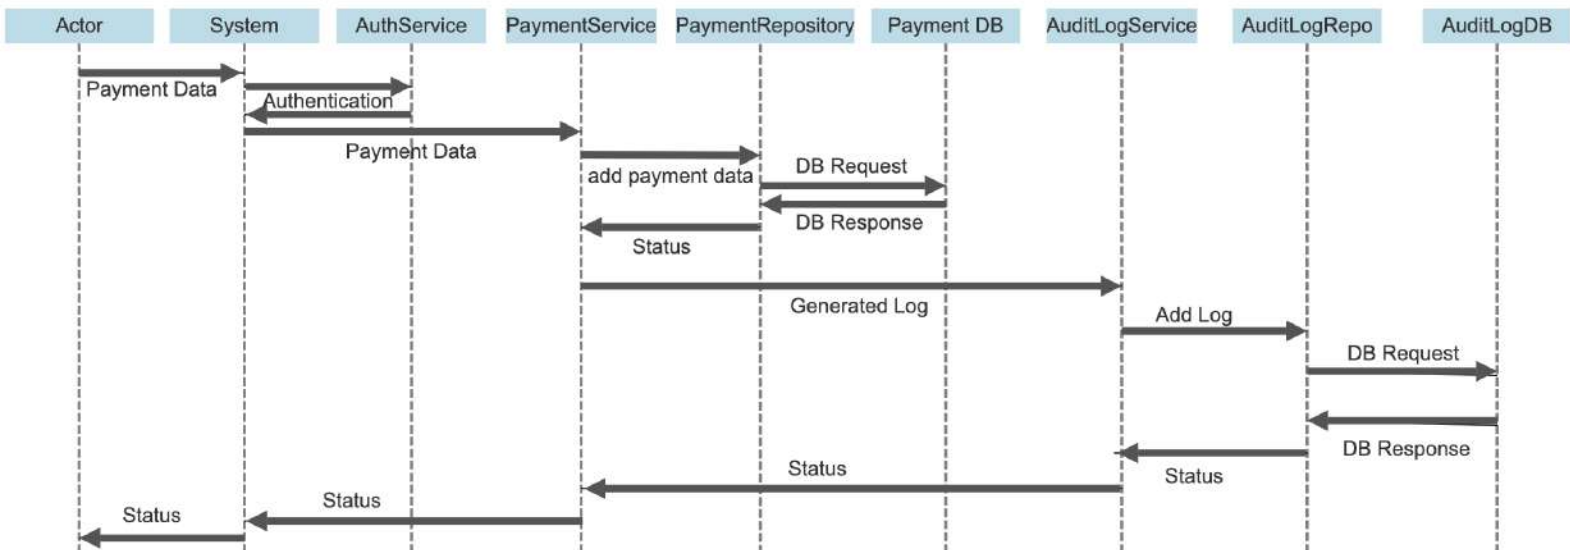 Actor
System
AuthService
PaymentService
PaymentRepository
Payment DB
AuditLogService
AuditLogRepo
AuditLogDB
Payment Data
Authentication
Payment Data
add payment data
DB Request
DB Response
Status
Generated Log
Add Log
DB Request
DB Response
Status
Status
Status
Status